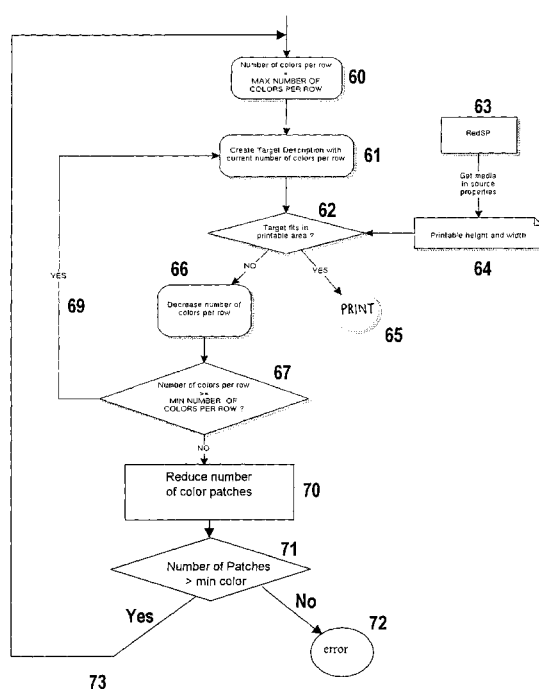 Number of colors per row
=
MAX NUMBER OF
COLORS PER ROW
60
63
RedSP
Create Target Description with
current number of colors per row
61
Get media
in source
properties
62
Target fits in
printable area ?
Printable height and width
64
66
NO
YES
YES
69
Decrease number of
colors per row
PRINT
65
67
Number of colors per row
>=
MIN NUMBER OF
COLORS PER ROW ?
NO
Reduce number
of color patches
70
71
Number of Patches
> min color
Yes
No
72
error
73